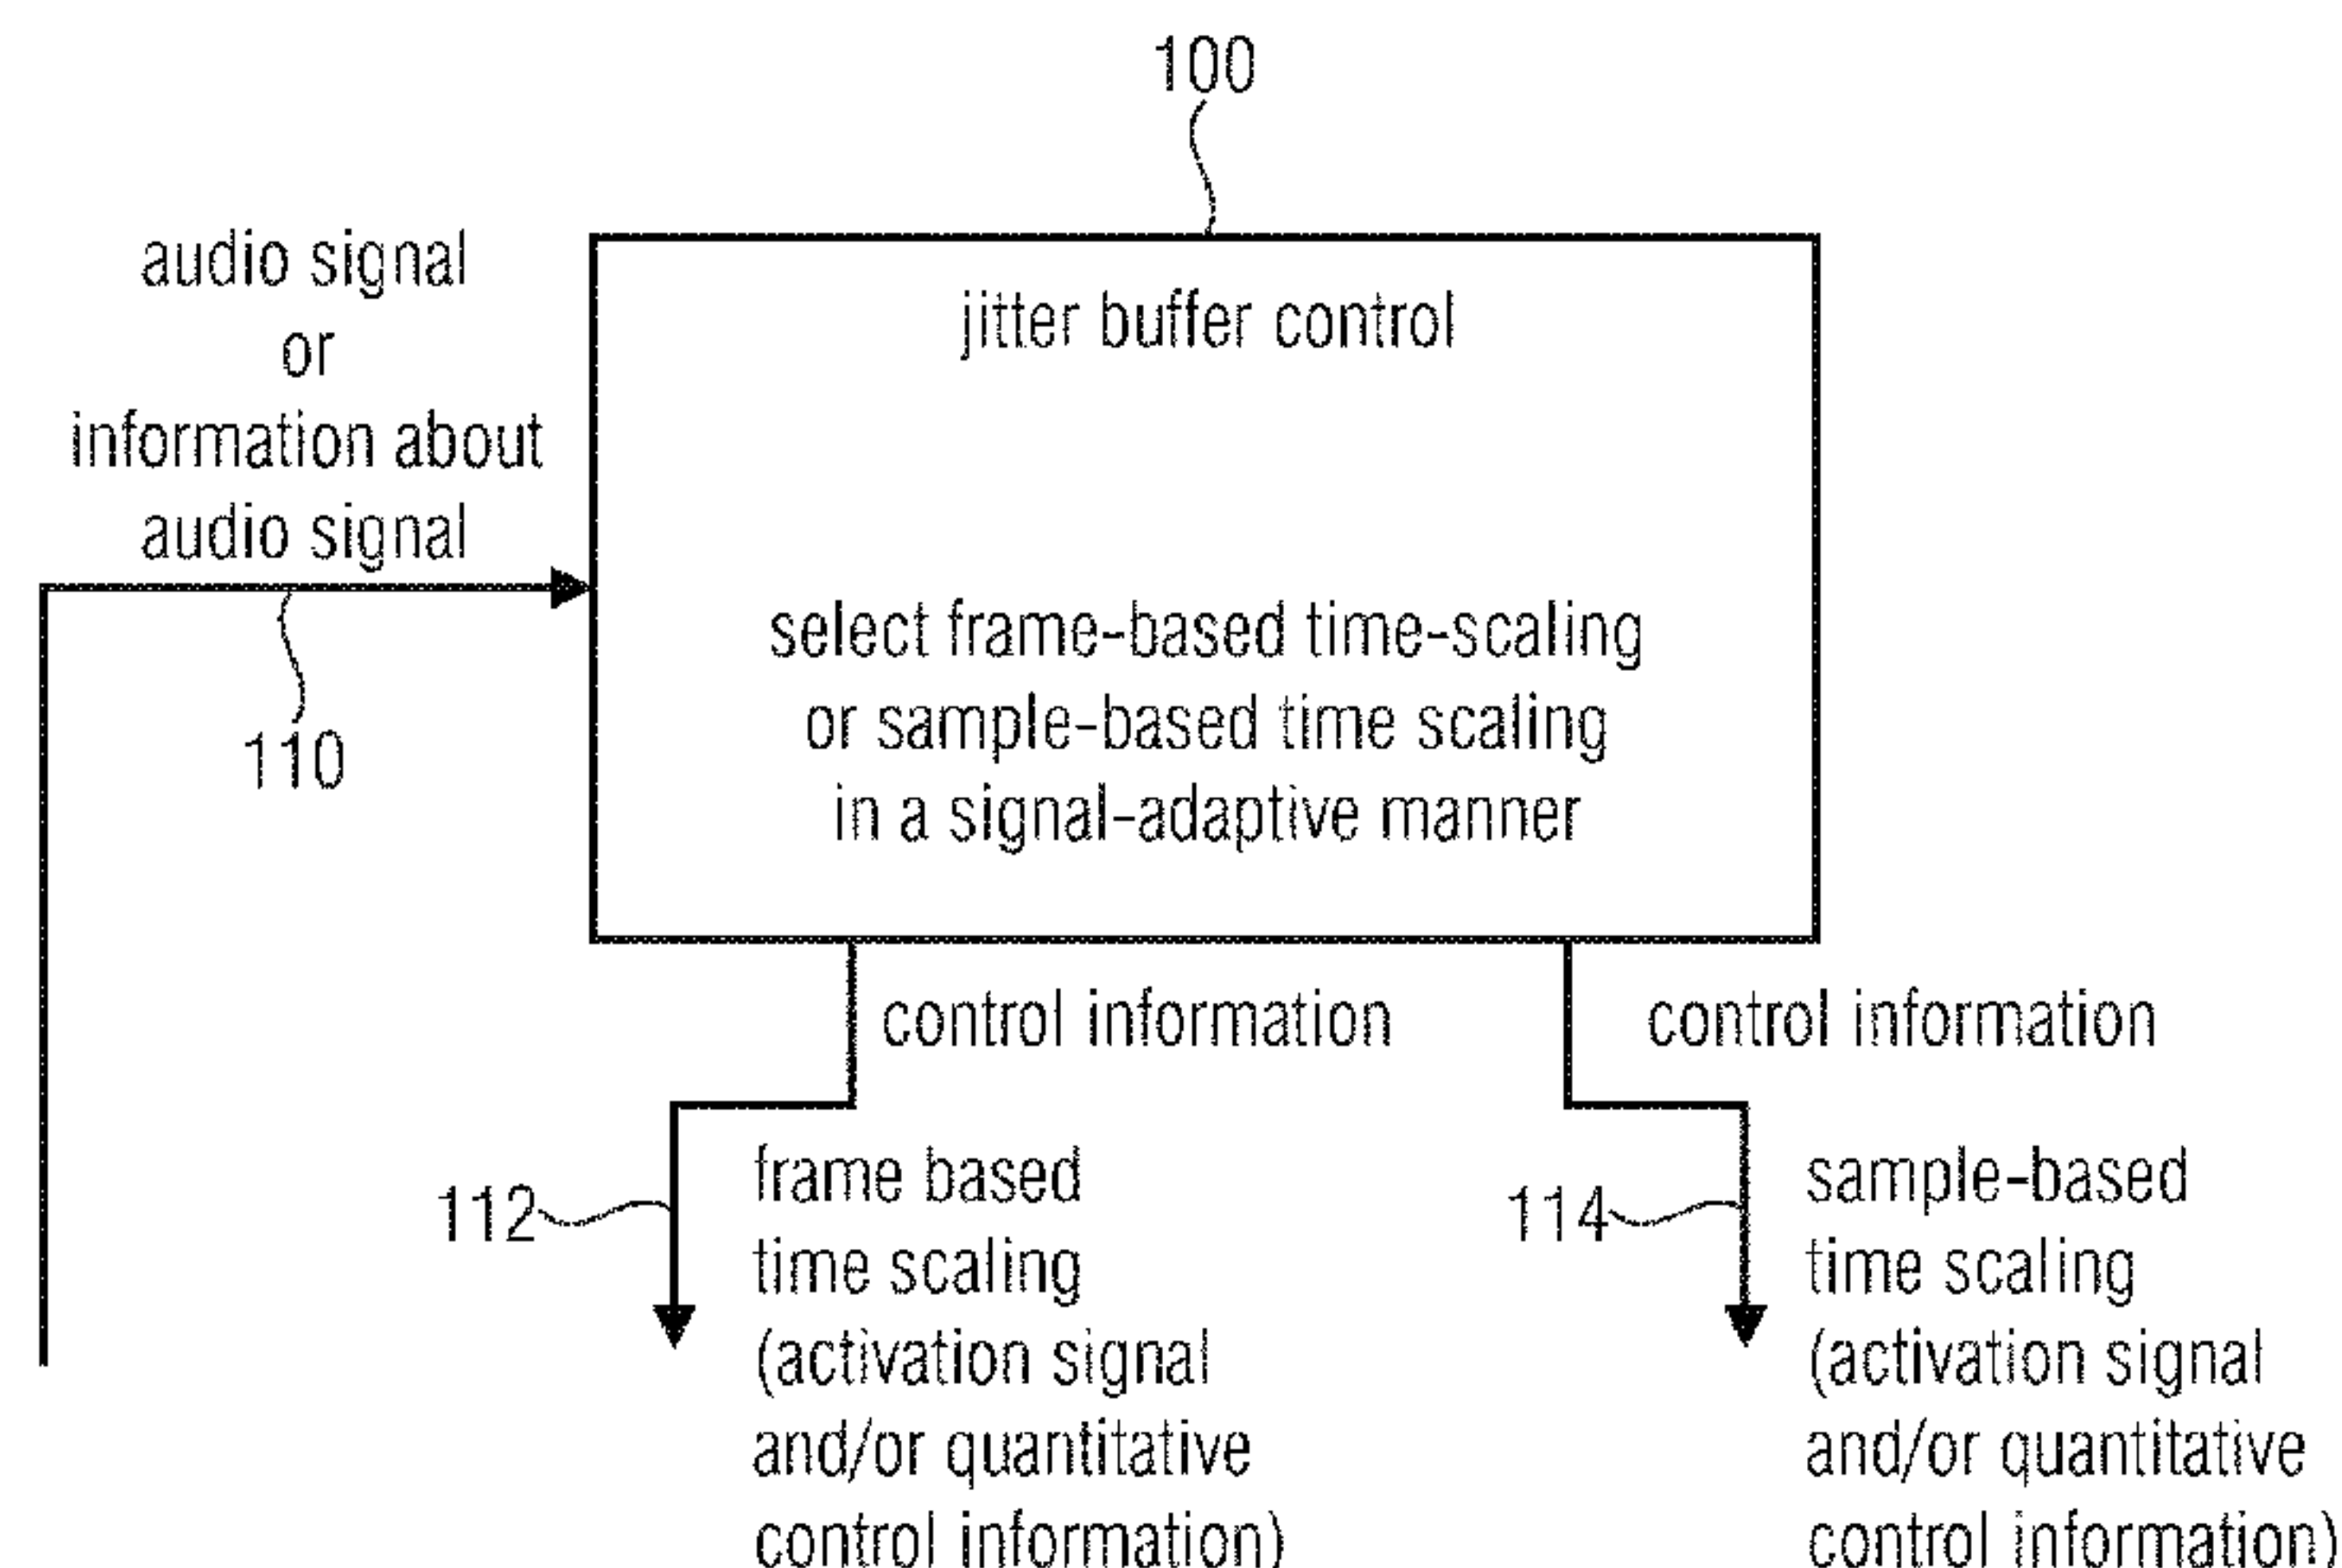 100
audio signal
or
information about
audio signal
110
jitter buffer control
select frame-based time-scaling
or sample-based time scaling
in a signal-adaptive manner
control information
control information
112
frame based
time scaling
(activation signal
and/or quantitative
control information)
114
sample-based
time scaling
(activation signal
and/or quantitative
control information)